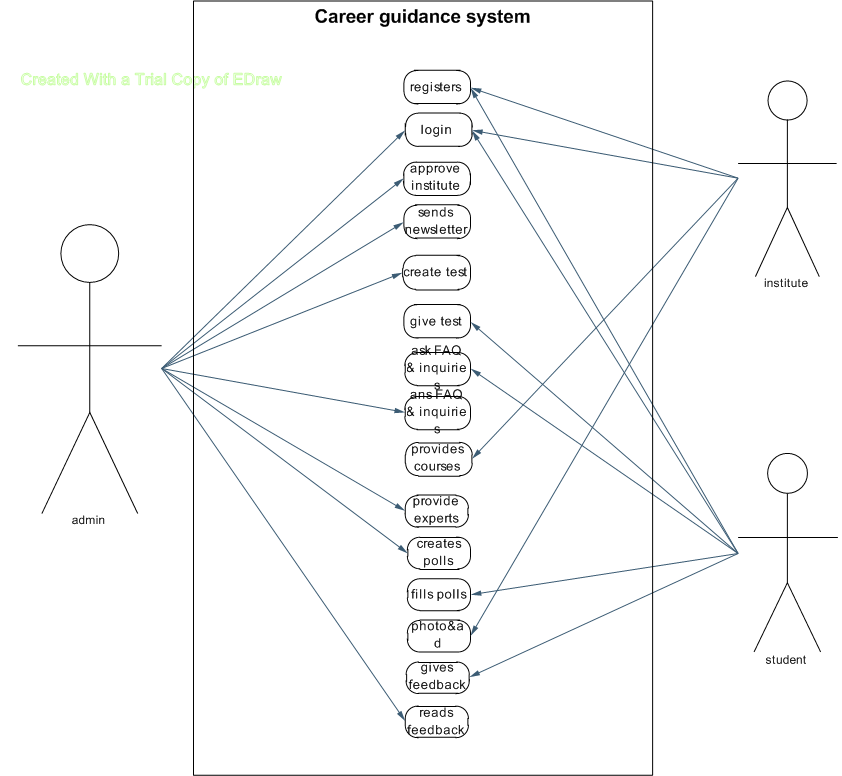 Career guidance system
Created With a Trial Copy of EDraw
registers
login
approve
institute
sends
newsletter
create test
give test
ask FAQ
& inquirie
s
ans FAQ
& inquirie
s
provides
courses
provide
experts
creates
polls
fills polls
photo&a
d
gives
feedback
reads
feedback
admin
institute
student